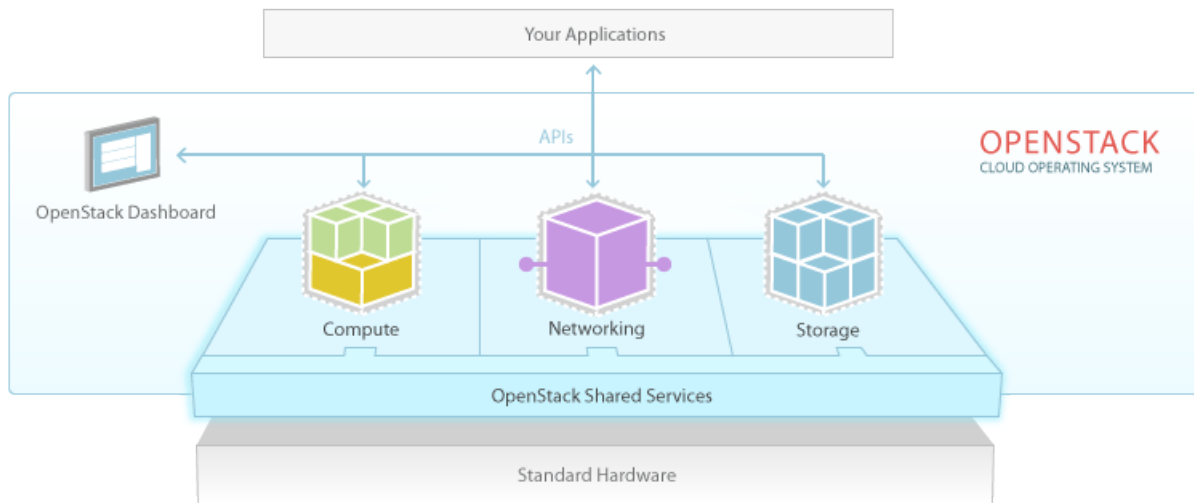 Your Applications
APIs
OPENSTACK
CLOUD OPERATING SYSTEM
OpenStack Dashboard
Compute
Networking
Storage
OpenStack Shared Services
Standard Hardware